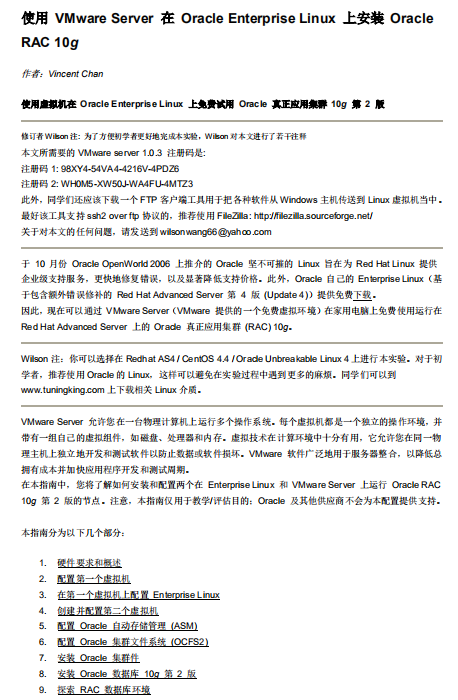 使用 VMware Server 在 Oracle Enterprise Linux 上安装 Oracle
RAC 10g
作者：Vincent Chan
使用虚拟机在 Oracle Enterprise Linux 上免费试用 Oracle 真正应用集群 10g 第 2 版
修订者 Wilson 注：为了方便初学者更好地完成本实验，Wilson 对本文进行了若干注释
本文所需要的 VMware server 1.0.3 注册码是:
注册码 1: 98XY4-54VA4-4216V-4PDZ6
注册码 2: WH0M5-XW50J-WA4FU-4MTZ3
此外，同学们还应该下载一个 FTP 客户端工具用于把各种软件从 Windows 主机传送到 Linux 虚拟机当中。
最好该工具支持 ssh2 over ftp 协议的，推荐使用 FileZilla: http://filezilla.sourceforge.net/
关于对本文的任何问题，请发送到 wilsonwang66@yahoo.com
于 10 月份 Oracle OpenWorld 2006 上推介的 Oracle 坚不可摧的 Linux 旨在为 Red Hat Linux 提供
企业级支持服务，更快地修复错误，以及显著降低支持价格。此外，Oracle 自己的 Enterprise Linux（基
于包含额外错误修补的 Red Hat Advanced Server 第 4 版 (Update 4)）提供免费下载。
因此，现在可以通过 VMware Server（VMware 提供的一个免费虚拟环境）在家用电脑上免费使用运行在
Red Hat Advanced Server 上的 Oracle 真正应用集群 (RAC) 10g。
Wilson 注：你可以选择在 Redhat AS4 / CentOS 4.4 / Oracle Unbreakable Linux 4 上进行本实验。对于初
学者，推荐使用 Oracle 的 Linux，这样可以避免在实验过程中遇到更多的麻烦。同学们可以到
www.tuningking.com 上下载相关 Linux 介质。
VMware Server 允许您在一台物理计算机上运行多个操作系统。每个虚拟机都是一个独立的操作环境，并
带有一组自己的虚拟组件，如磁盘、处理器和内存。虚拟技术在计算环境中十分有用，它允许您在同一物
理主机上独立地开发和测试软件以防止数据或软件损坏。VMware 软件广泛地用于服务器整合，以降低总
拥有成本并加快应用程序开发和测试周期。
在本指南中，您将了解如何安装和配置两个在 Enterprise Linux 和 VMware Server 上运行 Oracle RAC
10g 第 2 版的节点。注意，本指南仅用于教学/评估目的；Oracle 及其他供应商不会为本配置提供支持。
本指南分为以下几个部分：
1. 硬件要求和概述
2. 配置第一个虚拟机
3. 在第一个虚拟机上配置 Enterprise Linux
4. 创建并配置第二个虚拟机
5. 配置 Oracle 自动存储管理 (ASM)
6. 配置 Oracle 集群文件系统 (OCFS2)
7. 安装 Oracle 集群件
8. 安装 Oracle 数据库 10g 第 2 版
9. 探索 RAC 数据库环境